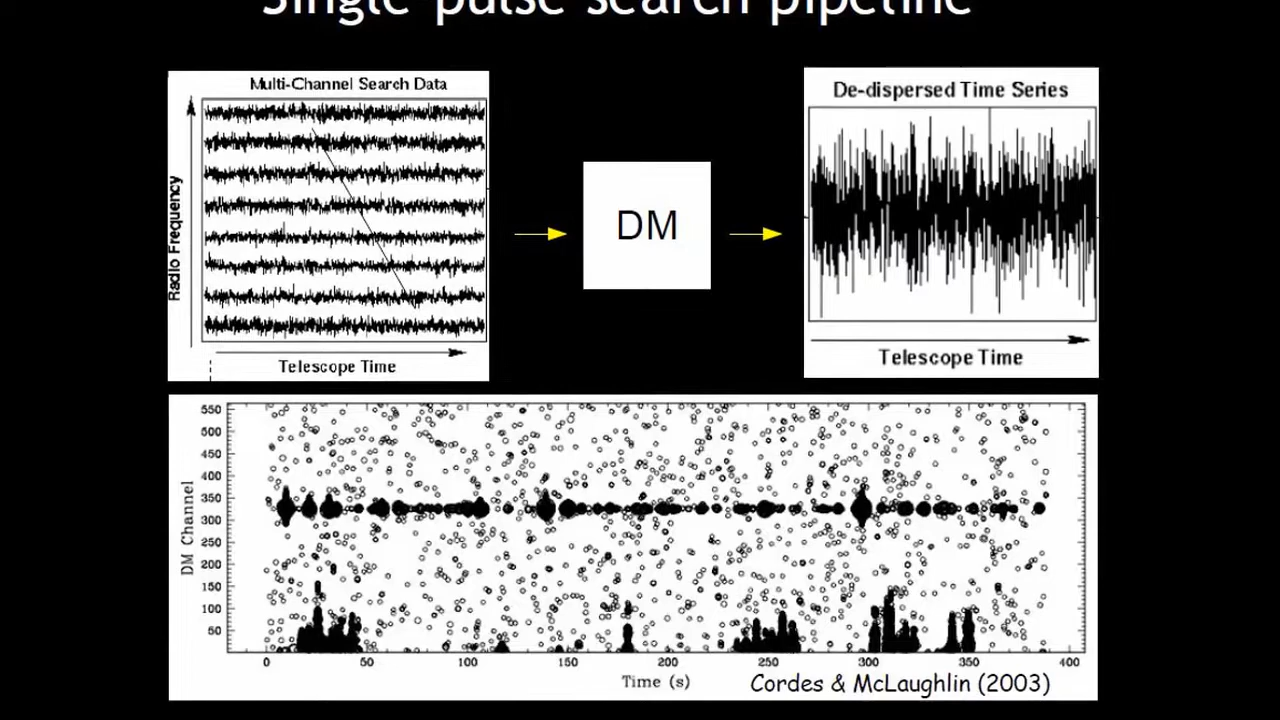 Single pulse search pipeline
Multi-Channel Search Data
Radio Frequency
Telescope Time
DM
De-dispersed Time Series
Telescope Time
DM Channel
550
500
450
400
350
300
250
200
150
100
50
0 50 100 150 200 250 300 350 400
Time (s)
Cordes & McLaughlin (2003)